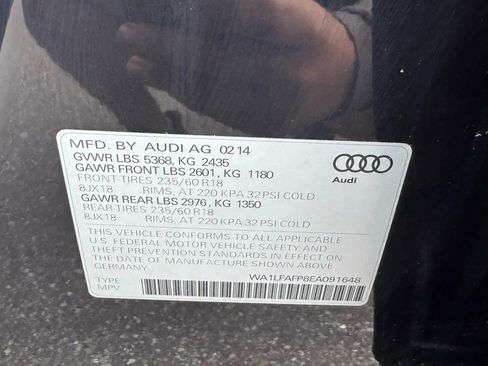 MFD. BY AUDI AG 02 14
GVWR LBS 5368, KG 2435
GAWR FRONT LBS 2601, KG 1180
FRONT-TIRES 235/60 R18
8JX18 RIMS, AT 220 KPA 32 PSI COLD
GAWR REAR LBS 2976, KG 1350
REAR-TIRES 235/60 R18
8JX18 RIMS, AT 220 KPA 32 PSI COLD
Audi
THIS VEHICLE CONFORMS TO ALL APPLICABLE
U.S. FEDERAL MOTOR VEHICLE SAFETY AND
THEFT PREVENTION STANDARDS IN EFFECT ON
THE DATE OF MANUFACTURE SHOWN ABOVE.
GERMANY
TYPE: WA1LFAFP8EA091648
MPV